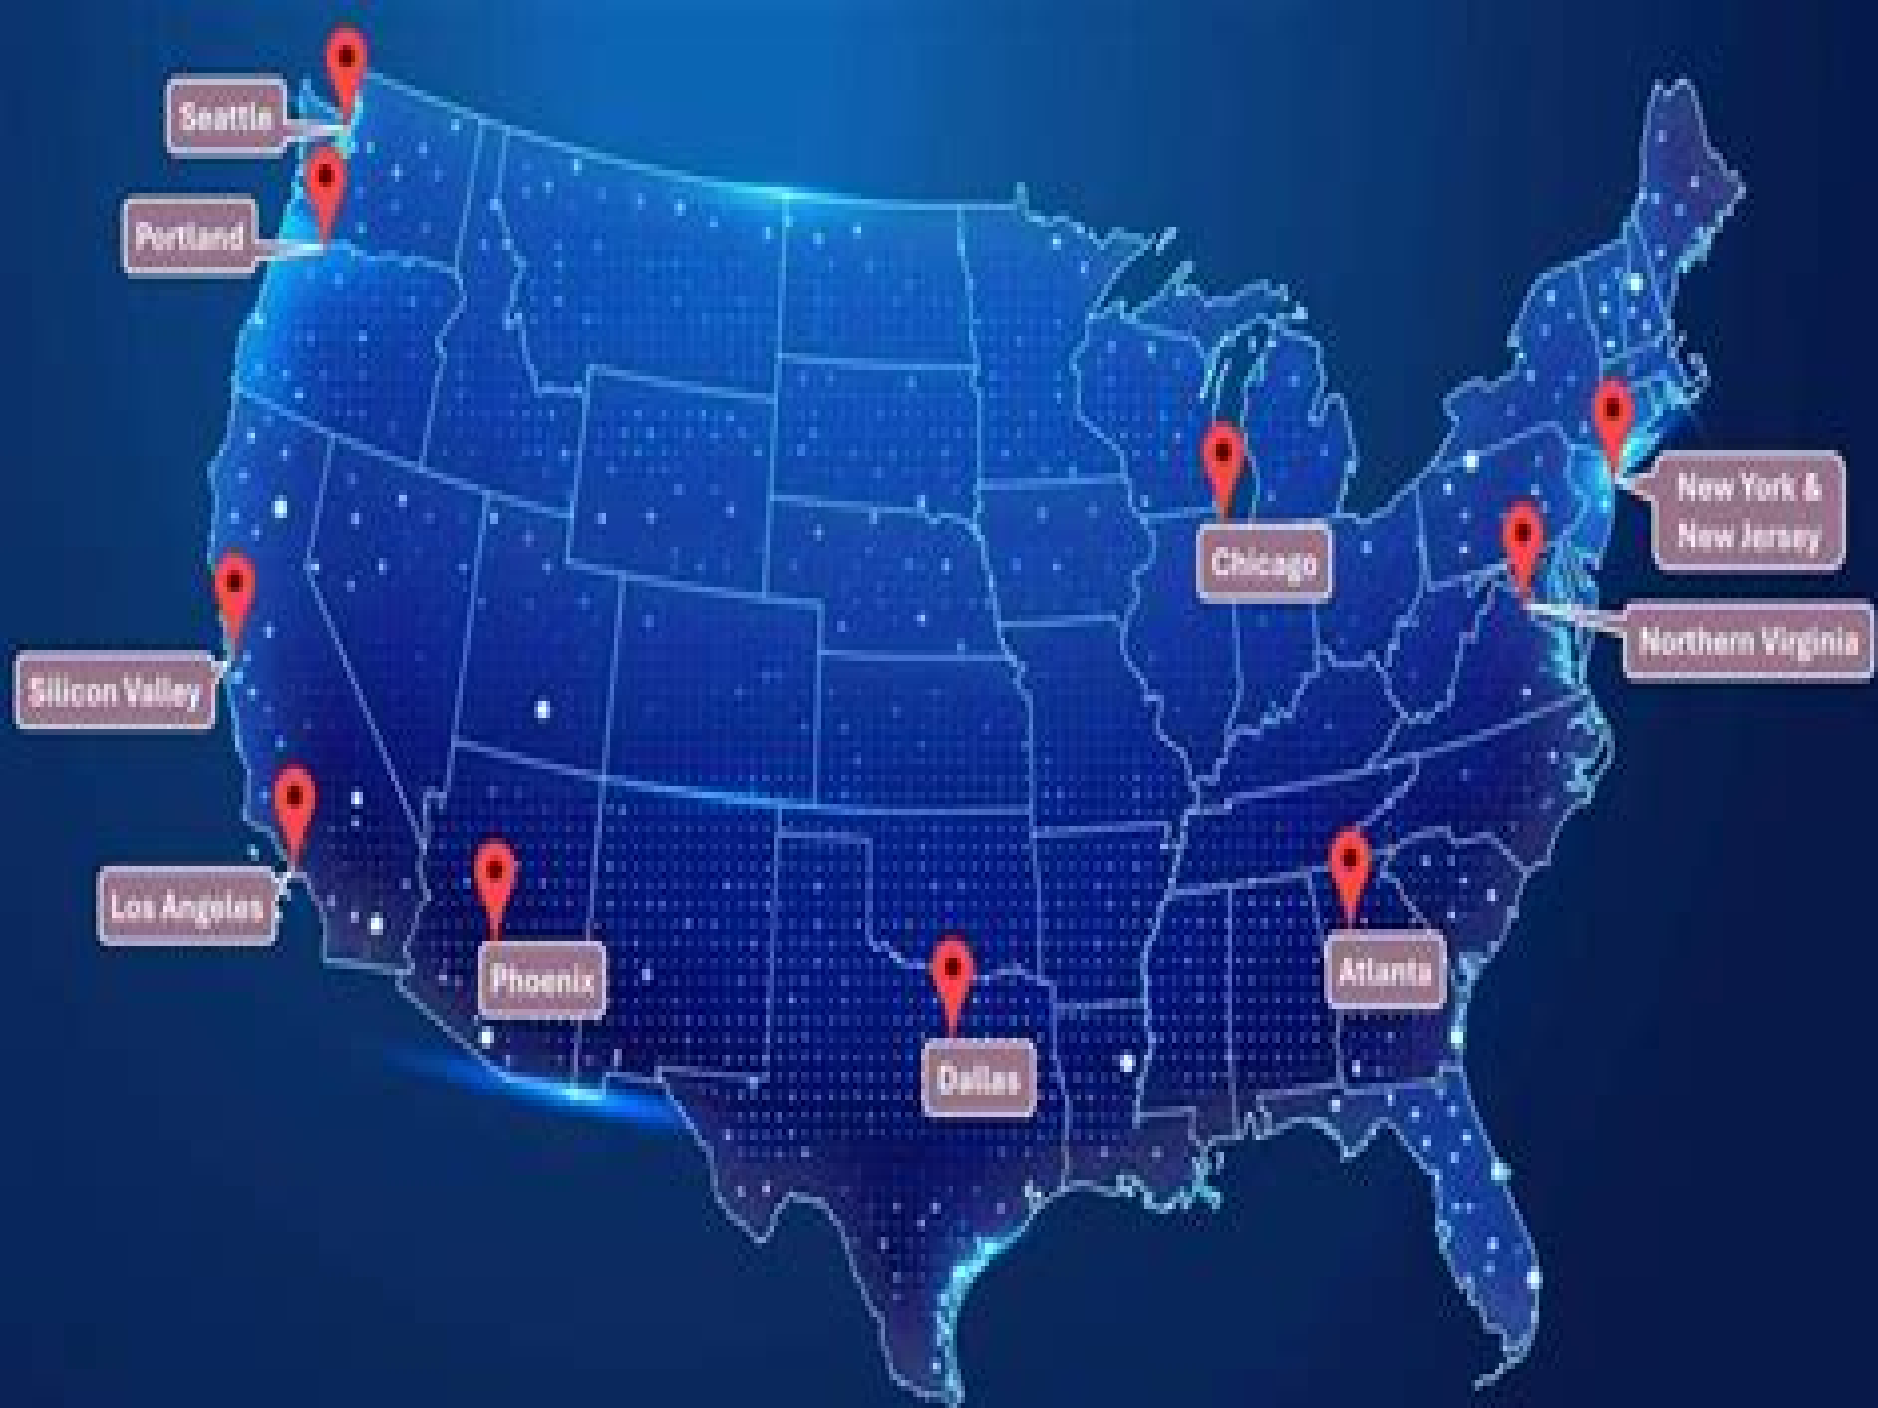 Seattle
Portland
New York &
New Jersey
Chicago
Northern Virginia
Silicon Valley
Los Angeles
Phoenix
Atlanta
Dallas